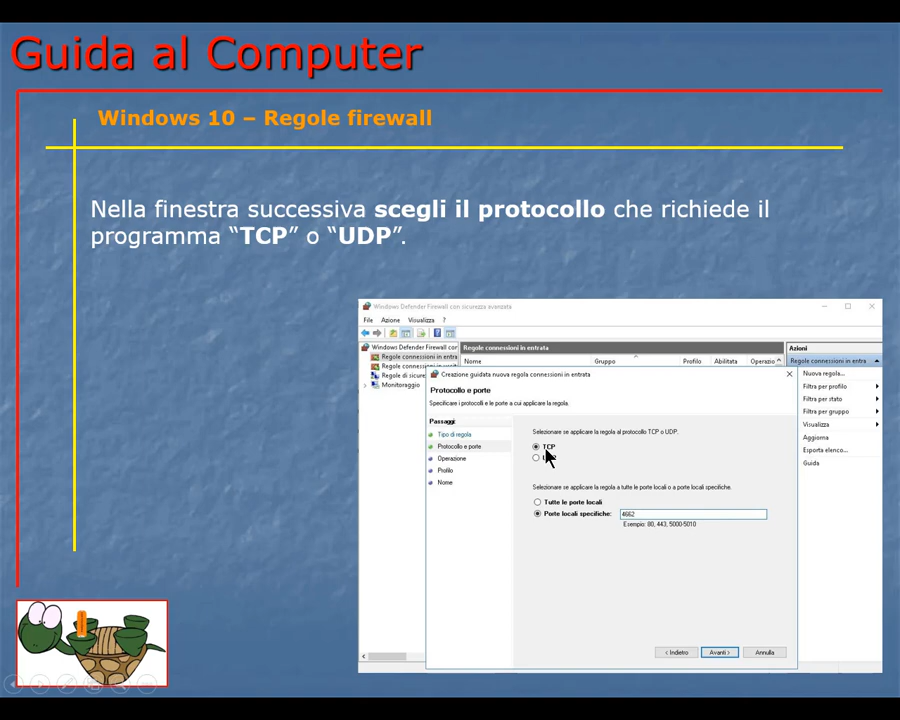 Guida al Computer
Windows 10 – Regole firewall
Nella finestra successiva scegli il protocollo che richiede il
programma “TCP” o “UDP”.
Windows Defender Firewall con sicurezza avanzata
File Azione Visualizza ?
Windows Defender Firewall con
Regole connessioni in entra
Regole connessioni
Regole di sicure
Monitoraggio
Regole connessioni in entrata
Nome Gruppo Profilo Abilitata Operazio
Azioni
Regole connessioni in entra
Nuova regola...
Filtra per profilo
Filtra per stato
Filtra per gruppo
Visualizza
Aggiorna
Esporta elenco...
Guida
Creazione guidata nuova regola connessioni in entrata
Protocollo e porte
Specificare i protocolli e le porte a cui applicare la regola.
Passaggi:
Tipo di regola
Protocollo e porte
Operazione
Profilo
Nome
Selezionare se applicare la regola al protocollo TCP o UDP.
TCP
Selezionare se applicare la regola a tutte le porte locali o a porte locali specifiche.
Tutte le porte locali
Porte locali specifiche: 4662
Esempio: 80, 443, 5000-5010
< Indietro Avanti > Annulla